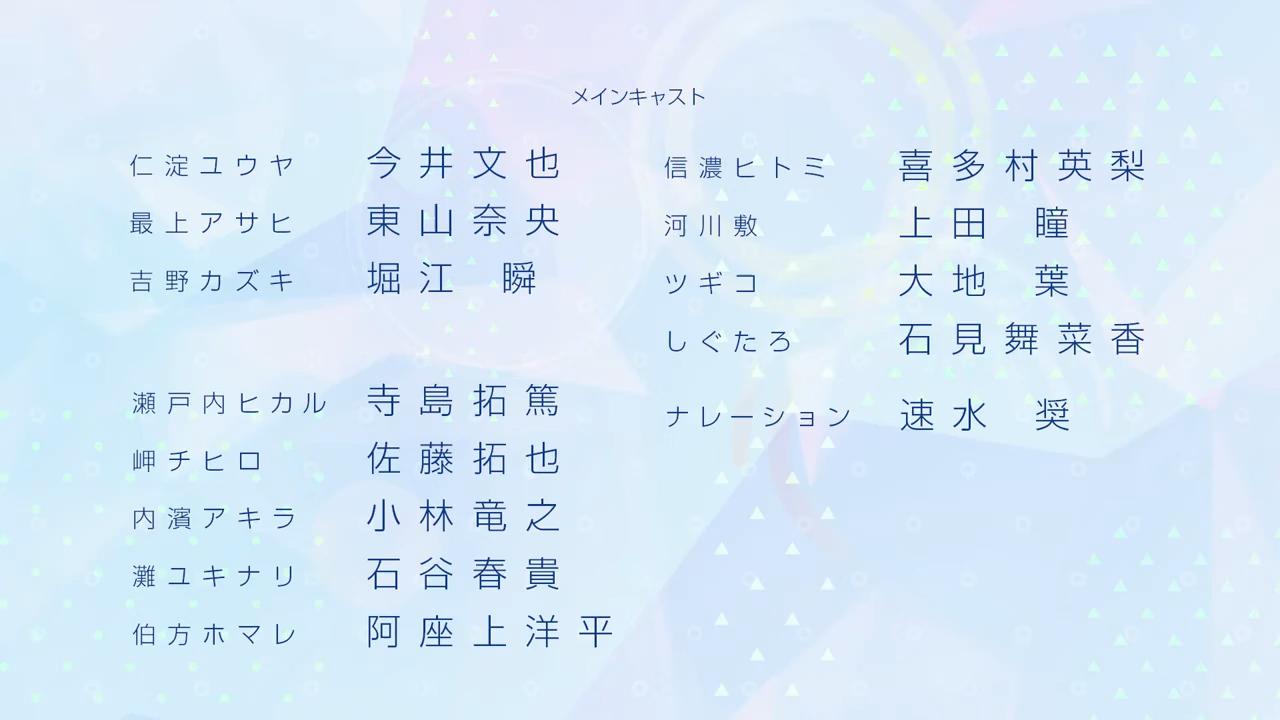 メインキャスト
仁淀ユウヤ 今井文也
最上アサヒ 東山奈央
吉野カズキ 堀江 瞬
瀬戸内ヒカル 寺島拓篤
岬チヒロ 佐藤拓也
内濱アキラ 小林竜之
灘ユキナリ 石谷春貴
伯方ホマレ 阿座上洋平
信濃ヒトミ 喜多村英梨
河川敷 上田 瞳
ツギコ 大地 葉
しぐたろ 石見舞菜香
ナレーション 速水 奨